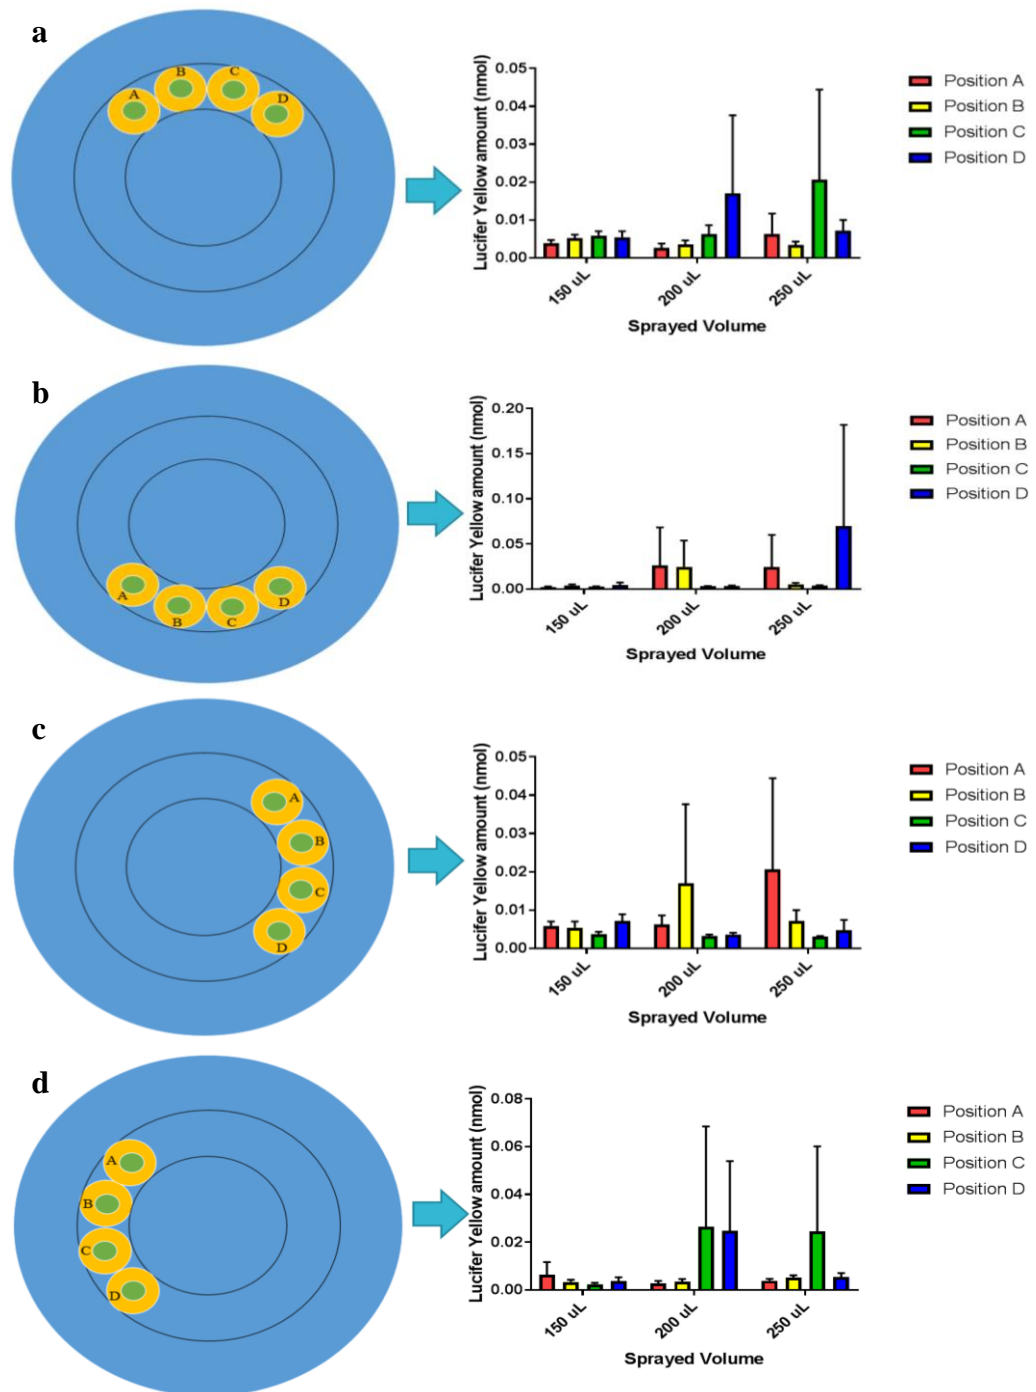 a
A
B
C
D
Lucifer Yellow amount (nmol)
0.05
0.04
0.03
0.02
0.01
0.00
150 uL
200 uL
250 uL
Sprayed Volume
Position A
Position B
Position C
Position D
b
A
B
C
D
Lucifer Yellow amount (nmol)
0.20
0.15
0.10
0.05
0.00
150 uL
200 uL
250 uL
Sprayed Volume
Position A
Position B
Position C
Position D
c
A
B
C
D
Lucifer Yellow amount (nmol)
0.05
0.04
0.03
0.02
0.01
0.00
150 uL
200 uL
250 uL
Sprayed Volume
Position A
Position B
Position C
Position D
d
A
B
C
D
Lucifer Yellow amount (nmol)
0.08
0.06
0.04
0.02
0.00
150 uL
200 uL
250 uL
Sprayed Volume
Position A
Position B
Position C
Position D